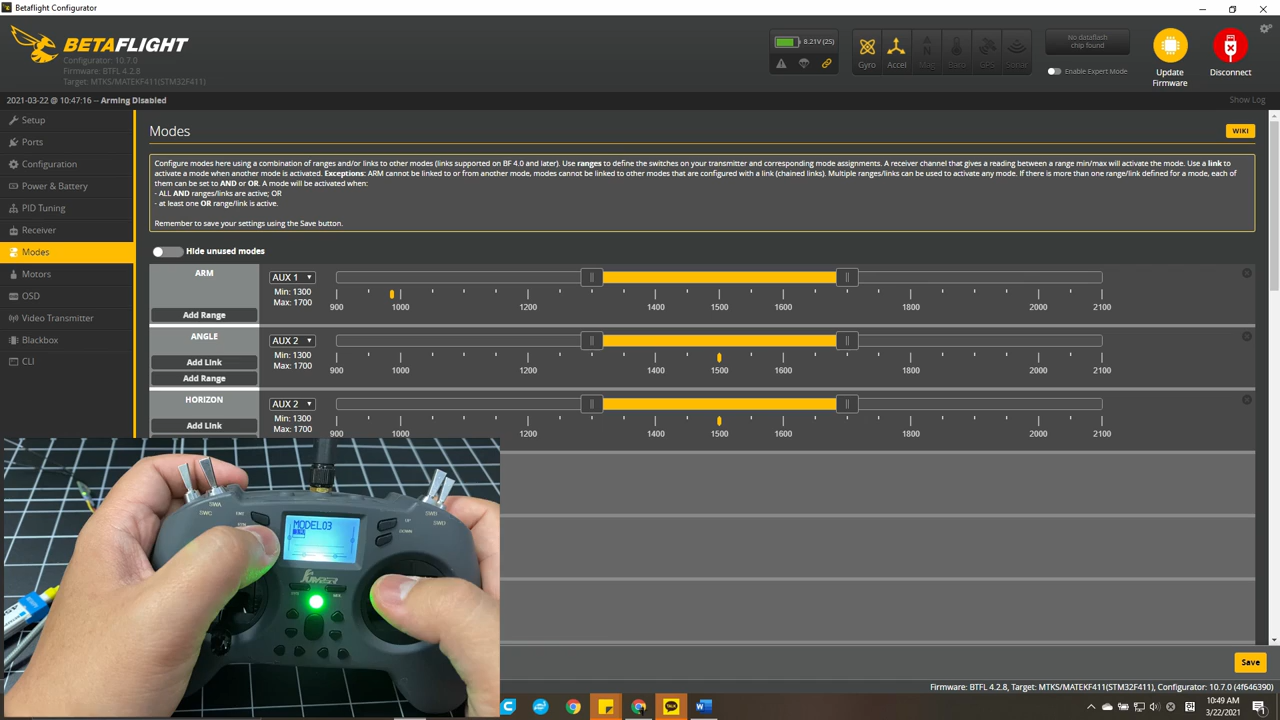 Betaflight Configurator
BETAFLIGHT
Configurator: 10.7.0
Firmware: BTFL 4.2.8
Target: MTKS/MATEKF411(STM32F411)
8.21V (2S)
Gyro
Accel
Mag
Baro
GPS
Sonar
No dataflash
chip found
Enable Expert Mode
Update
Firmware
Disconnect
2021-03-22 @ 10:47:16 -- Arming Disabled
Show Log
Setup
Ports
Configuration
Power & Battery
PID Tuning
Receiver
Modes
Motors
OSD
Video Transmitter
Blackbox
CLI
Modes
WIKI
Configure modes here using a combination of ranges and/or links to other modes (links supported on BF 4.0 and later). Use ranges to define the switches on your transmitter and corresponding mode assignments. A receiver channel that gives a reading between a range min/max will activate the mode. Use a link to
activate a mode when another mode is activated. Exceptions: ARM cannot be linked to or from another mode, modes cannot be linked to other modes that are configured with a link (chained links). Multiple ranges/links can be used to activate any mode. If there is more than one range/link defined for a mode, each of
them can be set to AND or OR. A mode will be activated when:
- ALL AND ranges/links are active; OR
- at least one OR range/link is active.
Remember to save your settings using the Save button.
Hide unused modes
ARM
Add Range
AUX 1
Min: 1300
Max: 1700
900 1000 1200 1400 1500 1600 1800 2000 2100
ANGLE
Add Link
Add Range
AUX 2
Min: 1300
Max: 1700
900 1000 1200 1400 1500 1600 1800 2000 2100
HORIZON
Add Link
AUX 2
Min: 1300
Max: 1700
900 1000 1200 1400 1500 1600 1800 2000 2100
SWA
SWC
MODEL03
UP
DOWN
SWD
JUMPER
Save
Firmware: BTFL 4.2.8, Target: MTKS/MATEKF411(STM32F411), Configurator: 10.7.0 (4f646390)
TALK
10:49 AM
3/22/2021